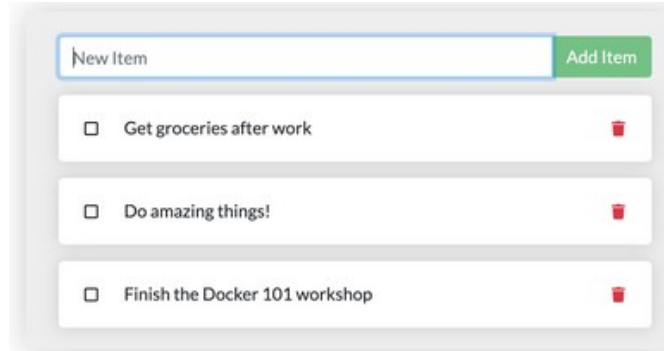 New Item
Add Item
Get groceries after work
Do amazing things!
Finish the Docker 101 workshop